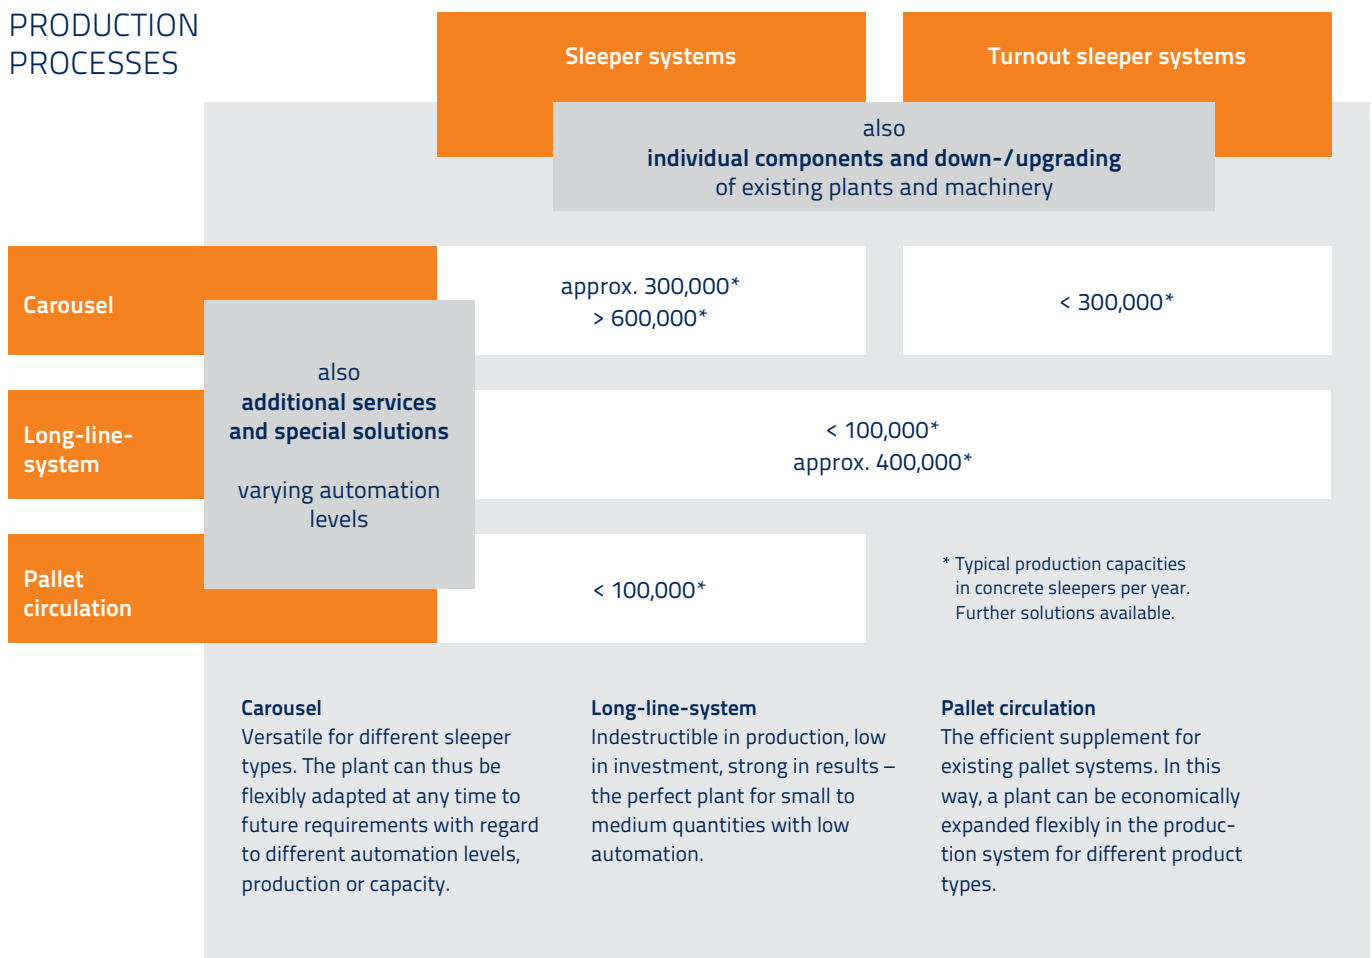 PRODUCTION
PROCESSES
Sleeper systems
Turnout sleeper systems
also
individual components and down-/upgrading
of existing plants and machinery
Carousel
approx. 300,000*
> 600,000*
< 300,000*
also
additional services
and special solutions
varying automation
levels
Long-line-
system
< 100,000*
approx. 400,000*
Pallet
circulation
< 100,000*
* Typical production capacities
in concrete sleepers per year.
Further solutions available.
Carousel
Versatile for different sleeper
types. The plant can thus be
flexibly adapted at any time to
future requirements with regard
to different automation levels,
production or capacity.
Long-line-system
Indestructible in production, low
in investment, strong in results –
the perfect plant for small to
medium quantities with low
automation.
Pallet circulation
The efficient supplement for
existing pallet systems. In this
way, a plant can be economically
expanded flexibly in the produc-
tion system for different product
types.